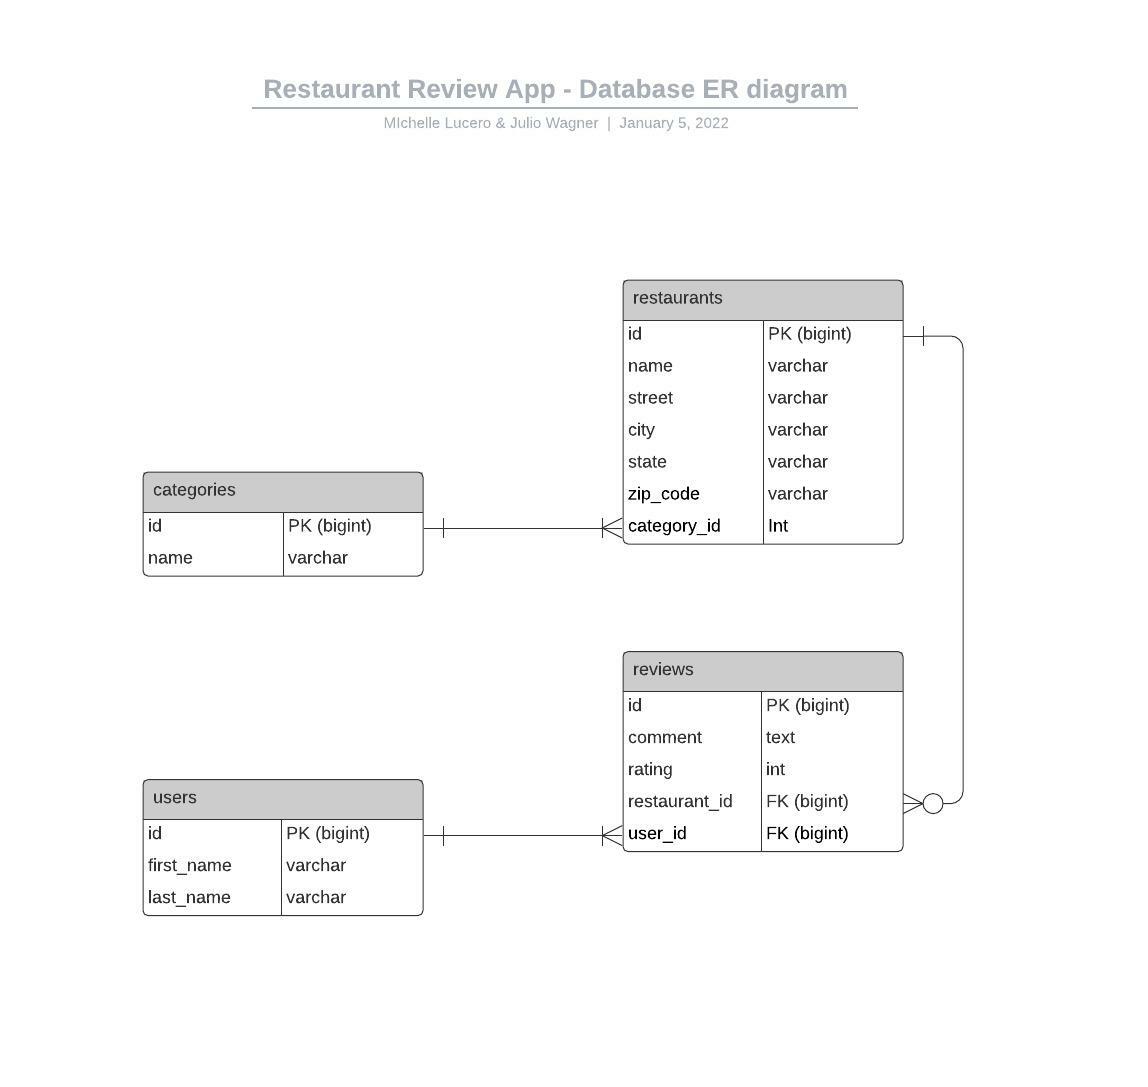 Restaurant Review App - Database ER diagram
MIchelle Lucero & Julio Wagner | January 5, 2022
restaurants
id PK (bigint)
name varchar
street varchar
city varchar
state varchar
zip_code varchar
category_id Int
categories
id PK (bigint)
name varchar
reviews
id PK (bigint)
comment text
rating int
restaurant_id FK (bigint)
user_id FK (bigint)
users
id PK (bigint)
first_name varchar
last_name varchar